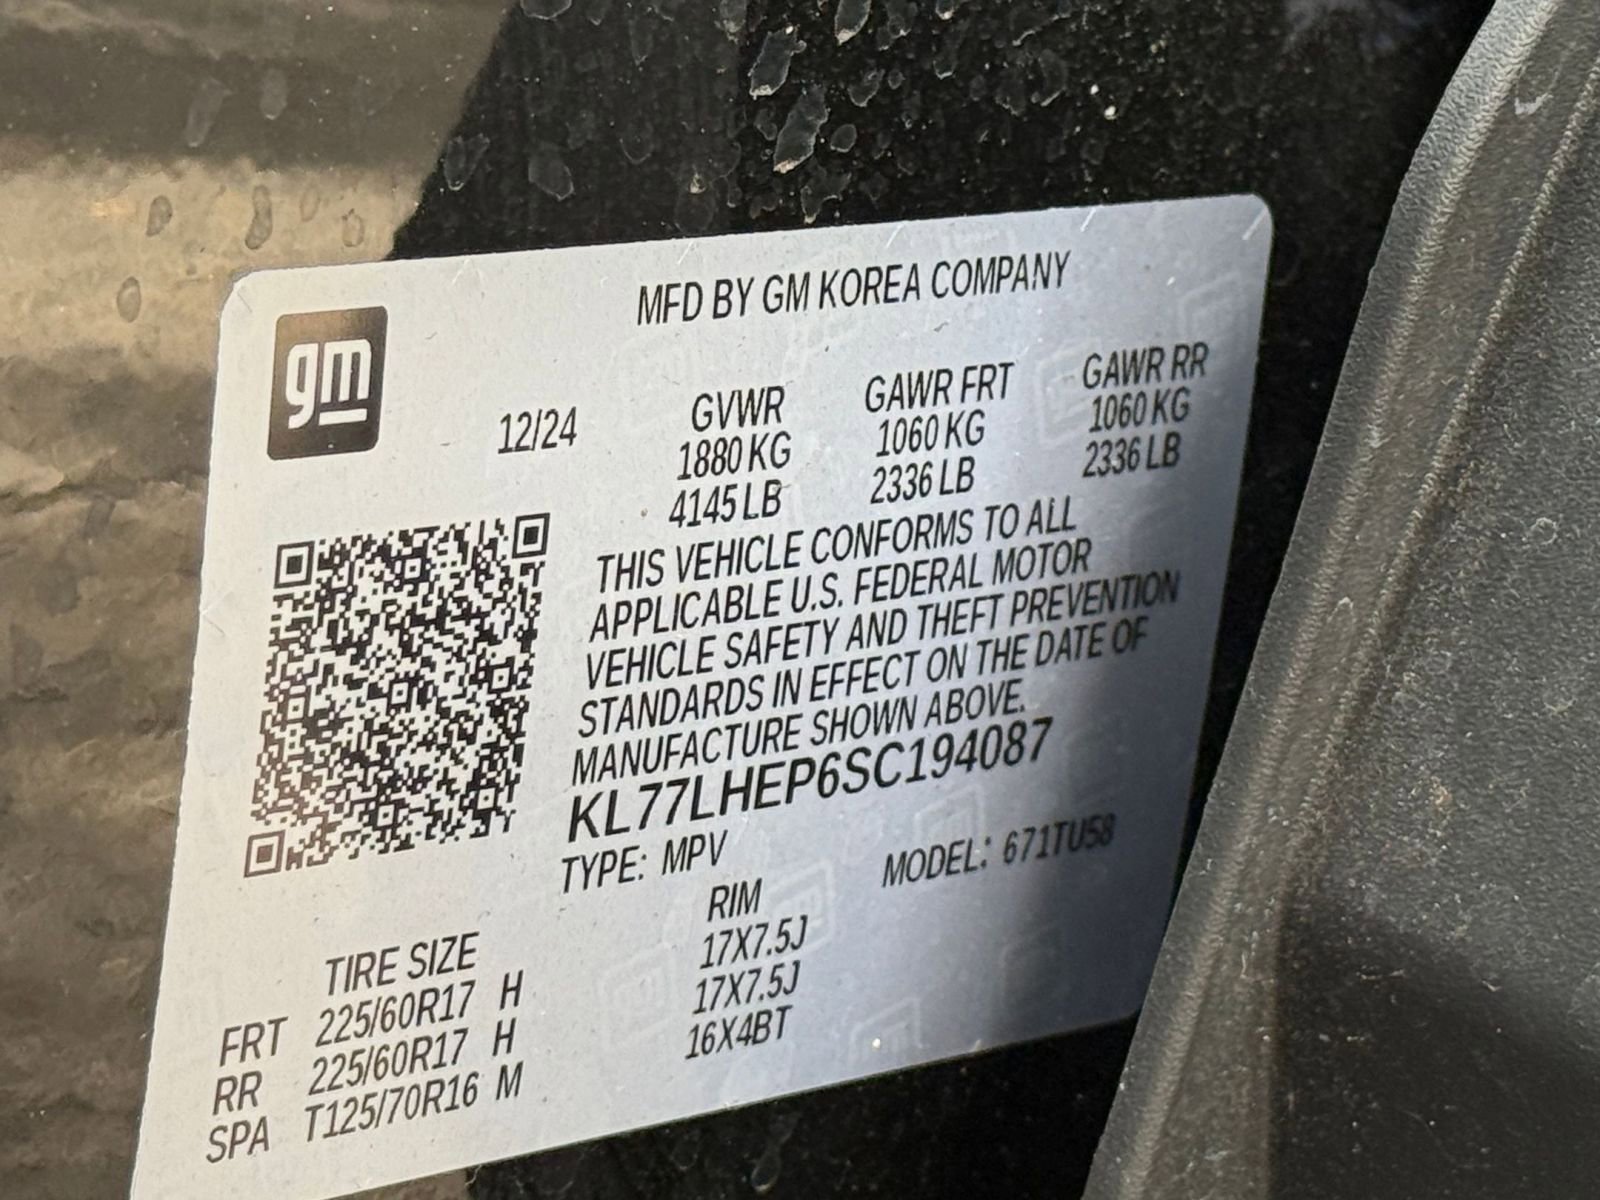 gm
MFD BY GM KOREA COMPANY
12/24 GVWR GAWR FRT GAWR RR
1880 KG 1060 KG 1060 KG
4145 LB 2336 LB 2336 LB
THIS VEHICLE CONFORMS TO ALL
APPLICABLE U.S. FEDERAL MOTOR
VEHICLE SAFETY AND THEFT PREVENTION
STANDARDS IN EFFECT ON THE DATE OF
MANUFACTURE SHOWN ABOVE.
KL77LHEP6SC194087
TYPE: MPV MODEL: 671TU58
TIRE SIZE RIM
FRT 225/60R17 H 17X7.5J
RR 225/60R17 H 17X7.5J
SPA T125/70R16 M 16X4BT